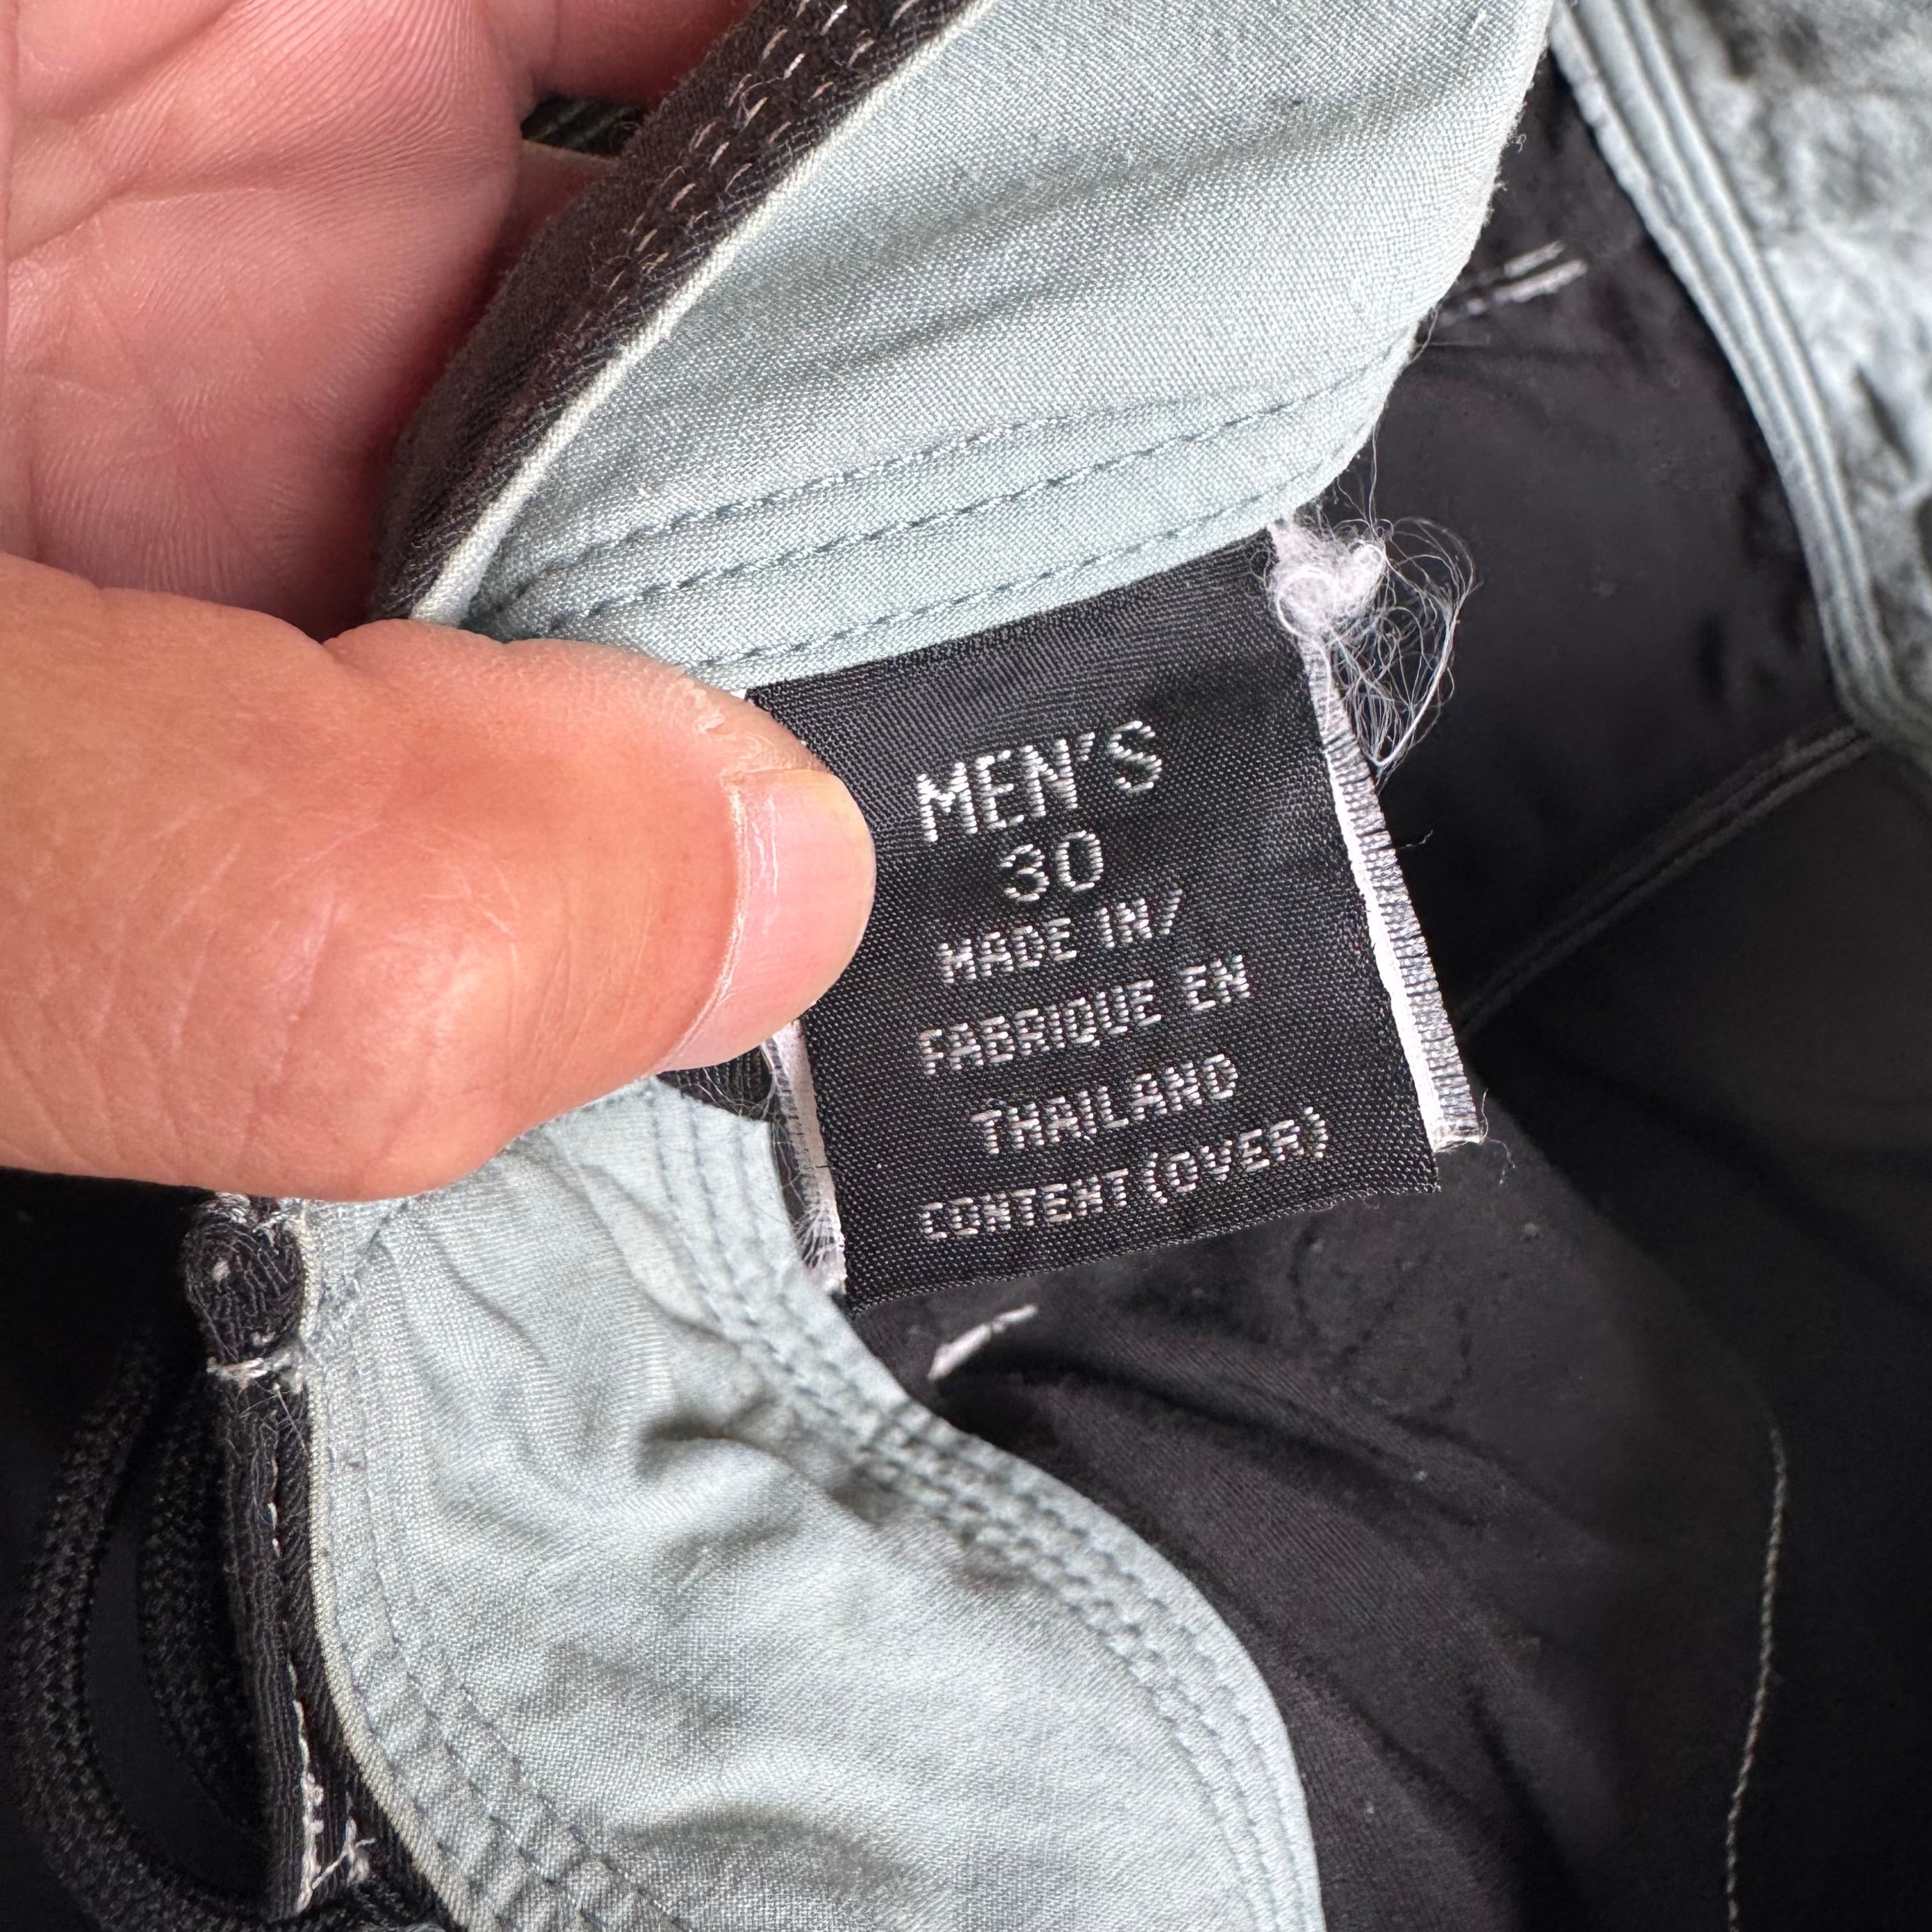 MEN'S
30
MADE IN/
FABRIQUE EN
THAILAND
CONTENT (OVER)